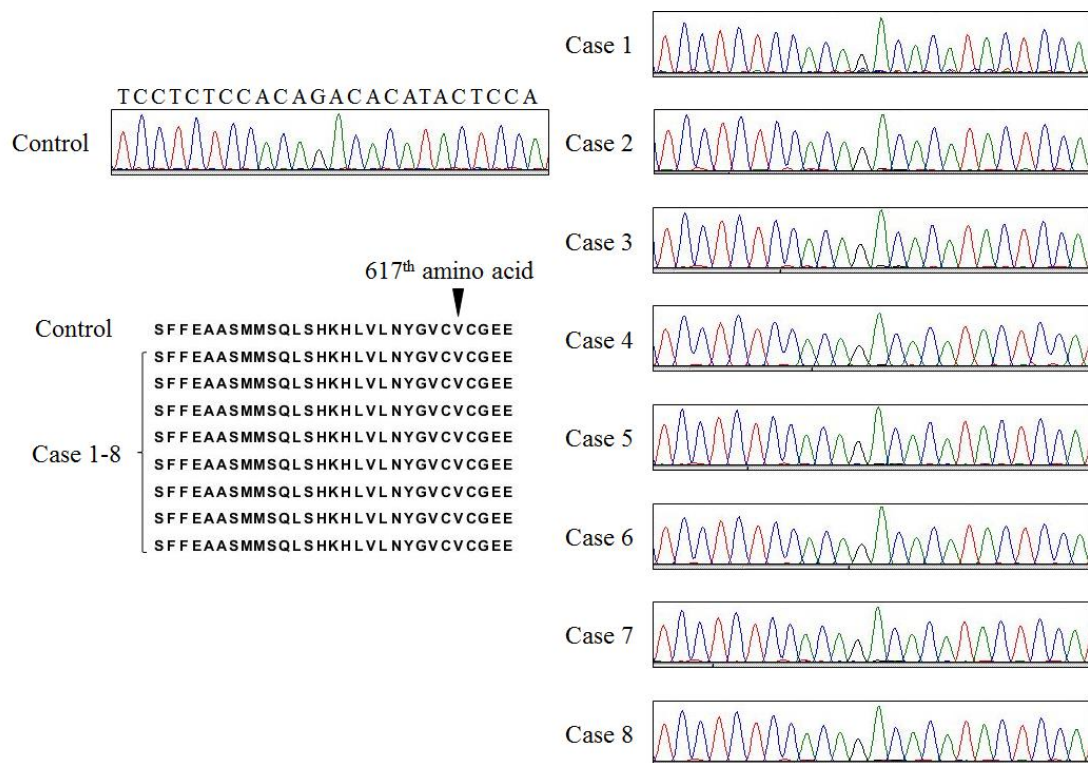 TCCTCTCCACAGACACATACTCCA
Control
617th amino acid
Control
SFFEAASMMSQLSHKHLVLNYGVCVCGEE
SFFEAASMMSQLSHKHLVLNYGVCVCGEE
SFFEAASMMSQLSHKHLVLNYGVCVCGEE
SFFEAASMMSQLSHKHLVLNYGVCVCGEE
SFFEAASMMSQLSHKHLVLNYGVCVCGEE
SFFEAASMMSQLSHKHLVLNYGVCVCGEE
SFFEAASMMSQLSHKHLVLNYGVCVCGEE
SFFEAASMMSQLSHKHLVLNYGVCVCGEE
SFFEAASMMSQLSHKHLVLNYGVCVCGEE
Case 1-8
Case 1
Case 2
Case 3
Case 4
Case 5
Case 6
Case 7
Case 8